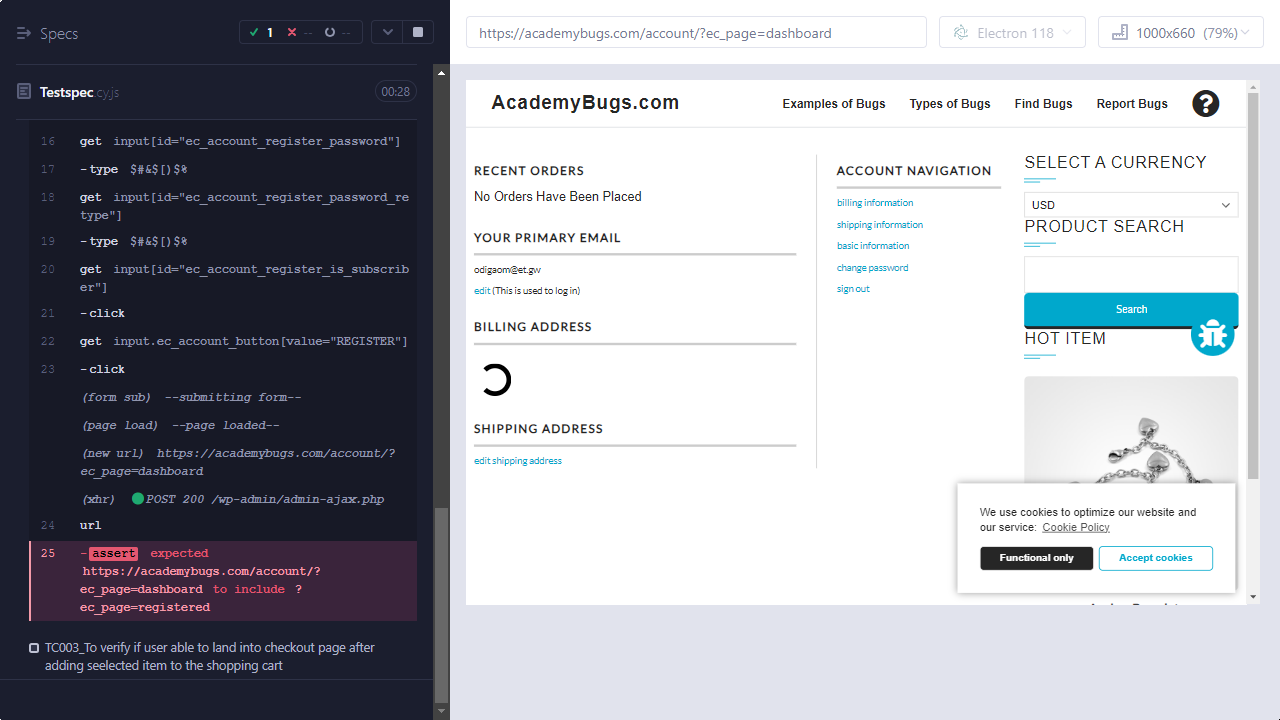 Specs
1
--
--
Testspec.cy.js
00:28
16 get input[id="ec_account_register_password"]
17 -type $#&$[)$%
18 get input[id="ec_account_register_password_re
type"]
19 -type $#&$[)$%
20 get input[id="ec_account_register_is_subscrib
er"]
21 -click
22 get input.ec_account_button[value="REGISTER"]
23 -click
(form sub) --submitting form--
(page load) --page loaded--
(new url) https://academybugs.com/account/?
ec_page=dashboard
(xhr) POST 200 /wp-admin/admin-ajax.php
24 url
25 -assert expected
https://academybugs.com/account/?
ec_page=dashboard to include ?
ec_page=registered
TC003_To verify if user able to land into checkout page after
adding seelected item to the shopping cart
https://academybugs.com/account/?ec_page=dashboard
Electron 118
1000x660 (79%)
AcademyBugs.com
Examples of Bugs
Types of Bugs
Find Bugs
Report Bugs
?
RECENT ORDERS
No Orders Have Been Placed
YOUR PRIMARY EMAIL
odigaom@et.gw
edit (This is used to log in)
BILLING ADDRESS
SHIPPING ADDRESS
edit shipping address
ACCOUNT NAVIGATION
billing information
shipping information
basic information
change password
sign out
SELECT A CURRENCY
USD
PRODUCT SEARCH
Search
HOT ITEM
We use cookies to optimize our website and
our service: Cookie Policy
Functional only
Accept cookies